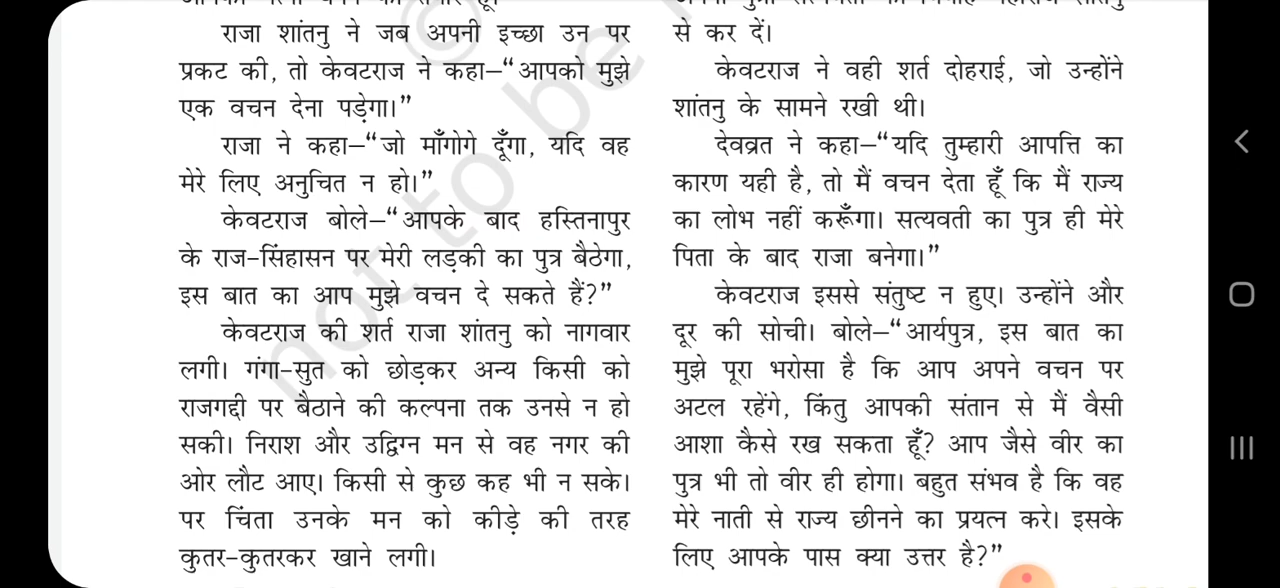 राजा शांतनु ने जब अपनी इच्छा उन पर
प्रकट की, तो केवटराज ने कहा–“आपको मुझे
एक वचन देना पड़ेगा।”
राजा ने कहा–“जो माँगोगे दूँगा, यदि वह
मेरे लिए अनुचित न हो।”
केवटराज बोले–“आपके बाद हस्तिनापुर
के राज-सिंहासन पर मेरी लड़की का पुत्र बैठेगा,
इस बात का आप मुझे वचन दे सकते हैं?”
केवटराज की शर्त राजा शांतनु को नागवार
लगी। गंगा-सुत को छोड़कर अन्य किसी को
राजगद्दी पर बैठाने की कल्पना तक उनसे न हो
सकी। निराश और उद्विग्न मन से वह नगर की
ओर लौट आए। किसी से कुछ कह भी न सके।
पर चिंता उनके मन को कीड़े की तरह
कुतर-कुतरकर खाने लगी।
से कर दें।
केवटराज ने वही शर्त दोहराई, जो उन्होंने
शांतनु के सामने रखी थी।
देवव्रत ने कहा–“यदि तुम्हारी आपत्ति का
कारण यही है, तो मैं वचन देता हूँ कि मैं राज्य
का लोभ नहीं करूँगा। सत्यवती का पुत्र ही मेरे
पिता के बाद राजा बनेगा।”
केवटराज इससे संतुष्ट न हुए। उन्होंने और
दूर की सोची। बोले–“आर्यपुत्र, इस बात का
मुझे पूरा भरोसा है कि आप अपने वचन पर
अटल रहेंगे, किंतु आपकी संतान से मैं वैसी
आशा कैसे रख सकता हूँ? आप जैसे वीर का
पुत्र भी तो वीर ही होगा। बहुत संभव है कि वह
मेरे नाती से राज्य छीनने का प्रयत्न करे। इसके
लिए आपके पास क्या उत्तर है?”
©
not to be